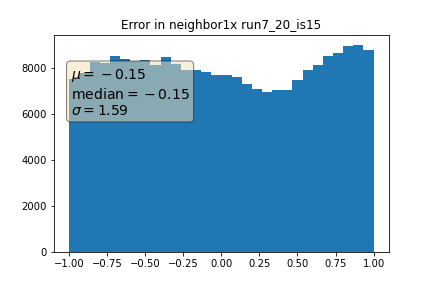 Error in neighbor1x run7_20_is15
8000
6000
4000
2000
0
μ = −0.15
median = −0.15
σ = 1.59
−1.00 −0.75 −0.50 −0.25 0.00 0.25 0.50 0.75 1.00